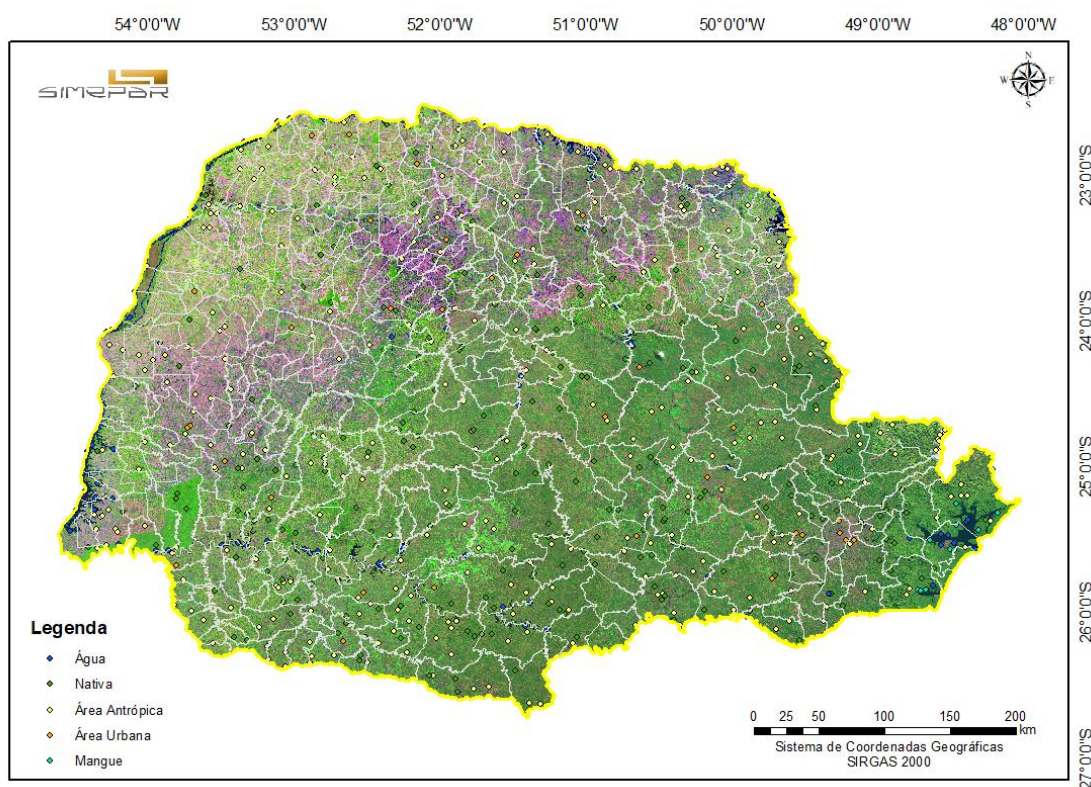 54°0'0"W 53°0'0"W 52°0'0"W 51°0'0"W 50°0'0"W 49°0'0"W 48°0'0"W
SIMEPAR
N
W E
S
23°0'0"S
24°0'0"S
25°0'0"S
26°0'0"S
27°0'0"S
Legenda
Água
Nativa
Área Antrópica
Área Urbana
Mangue
0 25 50 100 150 200
km
Sistema de Coordenadas Geográficas
SIRGAS 2000